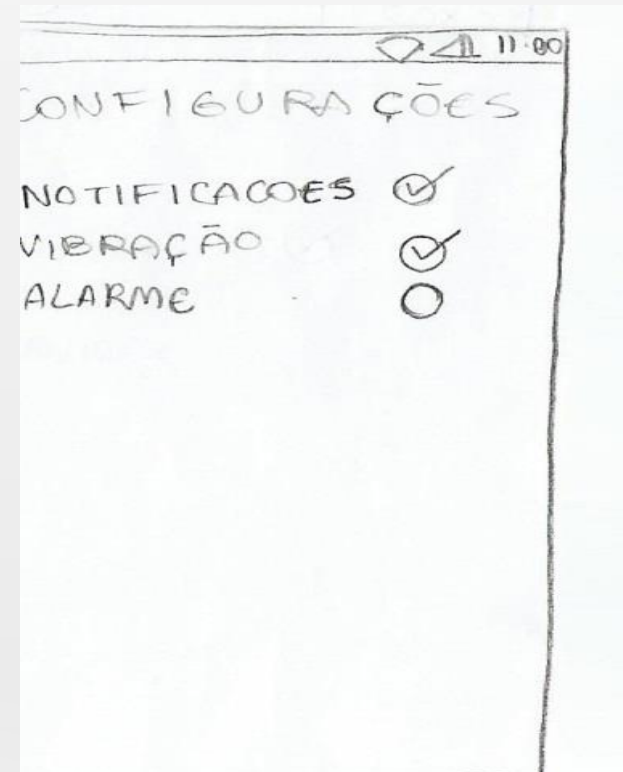 11:00
CONFIGURAÇÕES
NOTIFICACOES
VIBRAÇÃO
ALARME